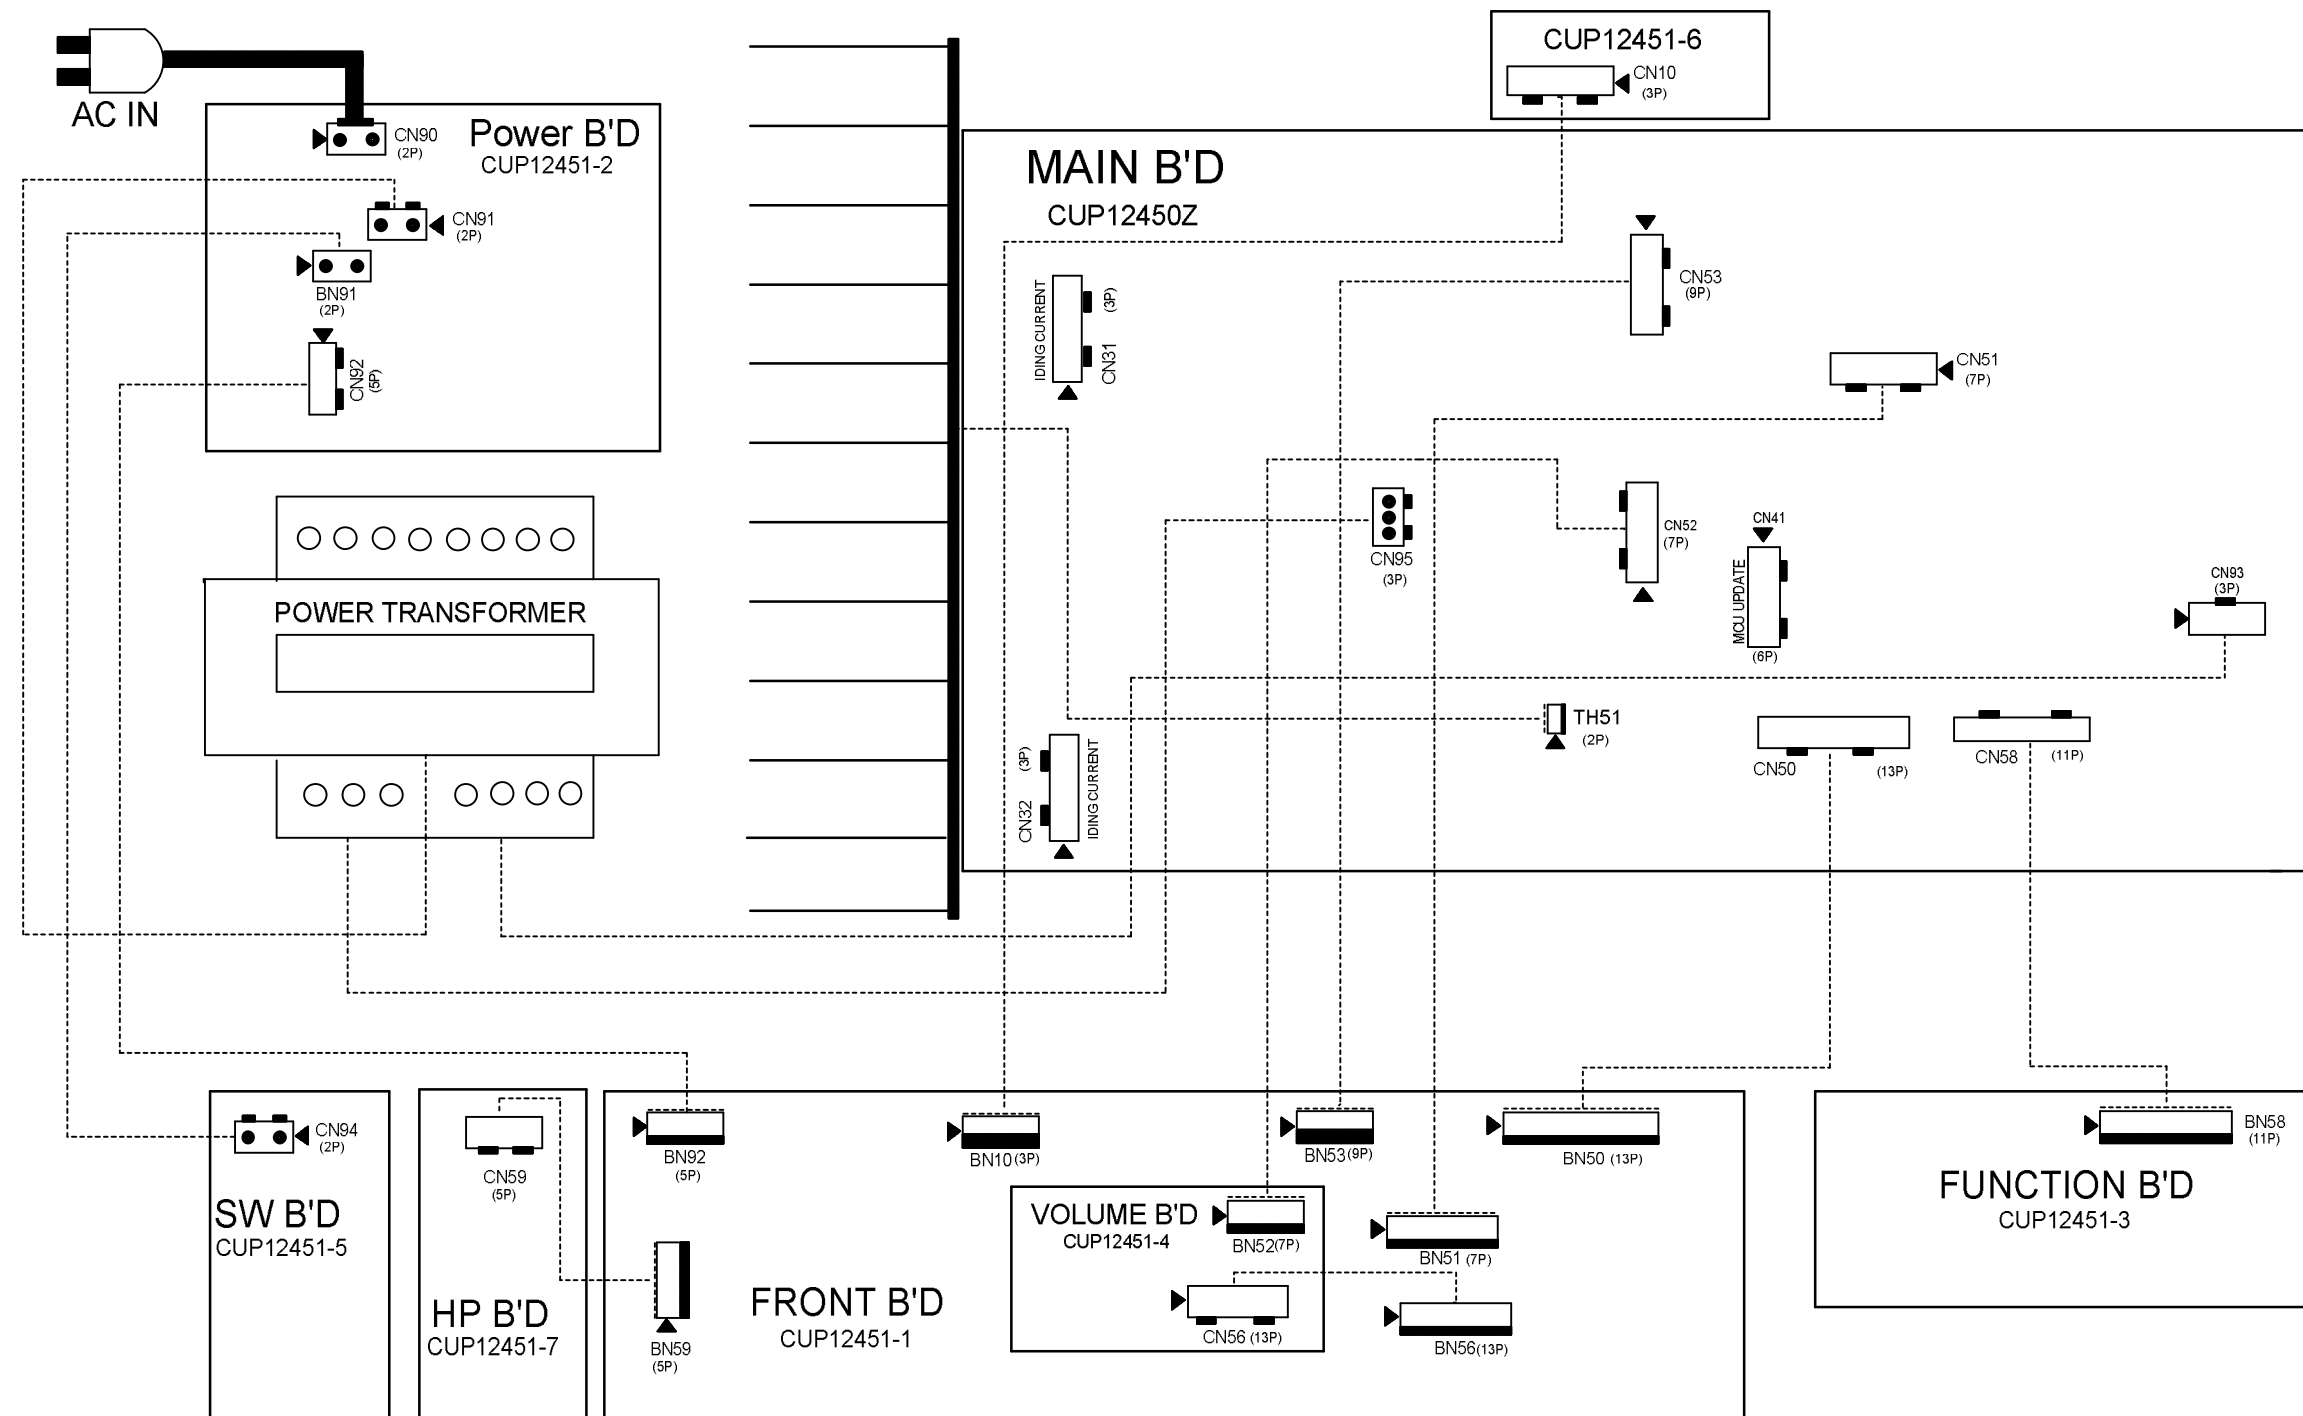 AC IN
Power B'D
CUP12451-2
CN90
(2P)
CN91
(2P)
BN91
(2P)
CN92
(5P)
POWER TRANSFORMER
CUP12451-6
CN10
(3P)
MAIN B'D
CUP12450Z
IDING CURRENT
(3P)
CN31
CN53
(9P)
CN51
(7P)
CN95
(3P)
CN52
(7P)
CN41
MCU UPDATE
(6P)
CN93
(3P)
TH51
(2P)
CN50
(13P)
CN58
(11P)
(3P)
CN32
IDING CURRENT
CN94
(2P)
SW B'D
CUP12451-5
CN59
(5P)
HP B'D
CUP12451-7
BN92
(5P)
BN10 (3P)
BN53 (9P)
BN50 (13P)
BN59
(5P)
FRONT B'D
CUP12451-1
VOLUME B'D
CUP12451-4
BN52 (7P)
BN51 (7P)
CN56 (13P)
BN56 (13P)
BN58
(11P)
FUNCTION B'D
CUP12451-3